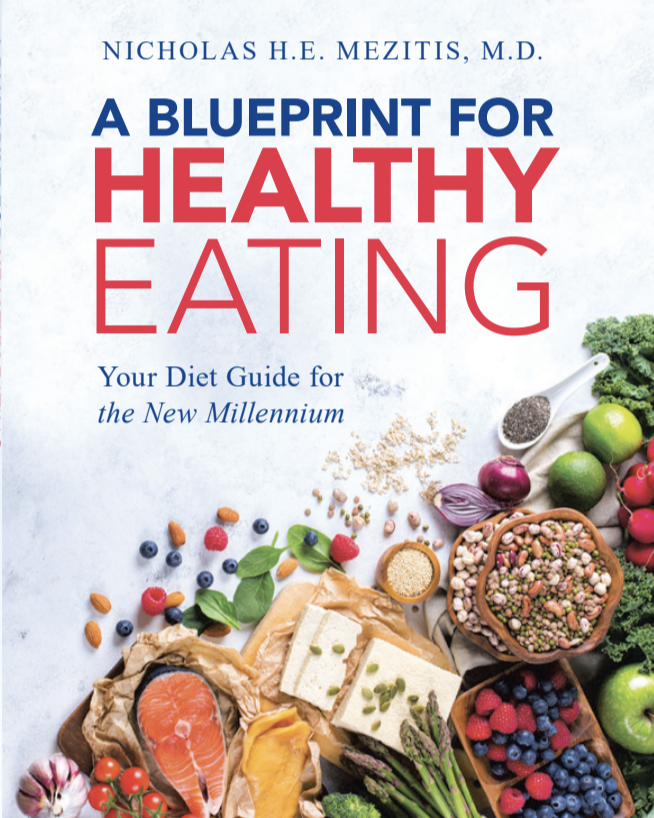 NICHOLAS H.E. MEZITIS, M.D.
A BLUEPRINT FOR
HEALTHY
EATING
Your Diet Guide for
the New Millennium